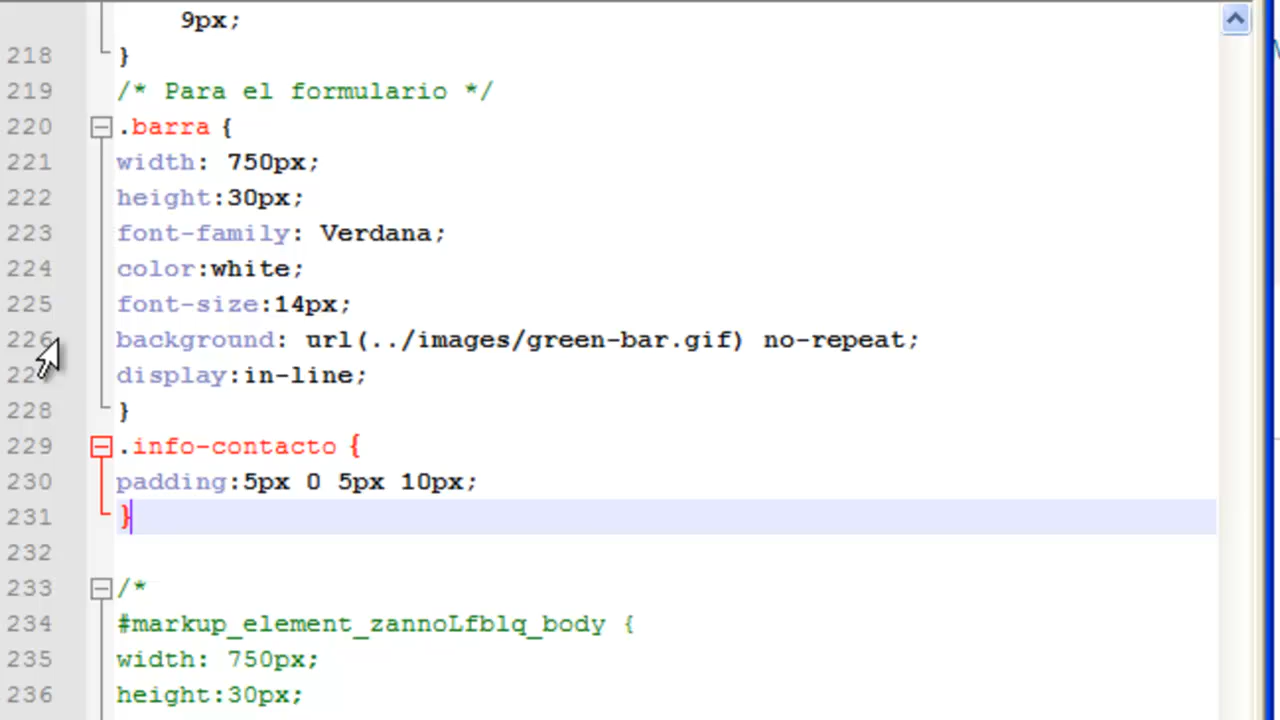 9px;
218 }
219 /* Para el formulario */
220 .barra {
221 width: 750px;
222 height:30px;
223 font-family: Verdana;
224 color:white;
225 font-size:14px;
226 background: url(../images/green-bar.gif) no-repeat;
display:in-line;
228 }
229 .info-contacto {
230 padding:5px 0 5px 10px;
231 }
232
233 /*
234 #markup_element_zannoLfblq_body {
235 width: 750px;
236 height:30px;